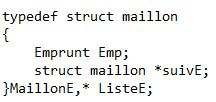 typedef struct maillon
{
    Emprunt Emp;
    struct maillon *suivE;
}MaillonE,* ListeE;